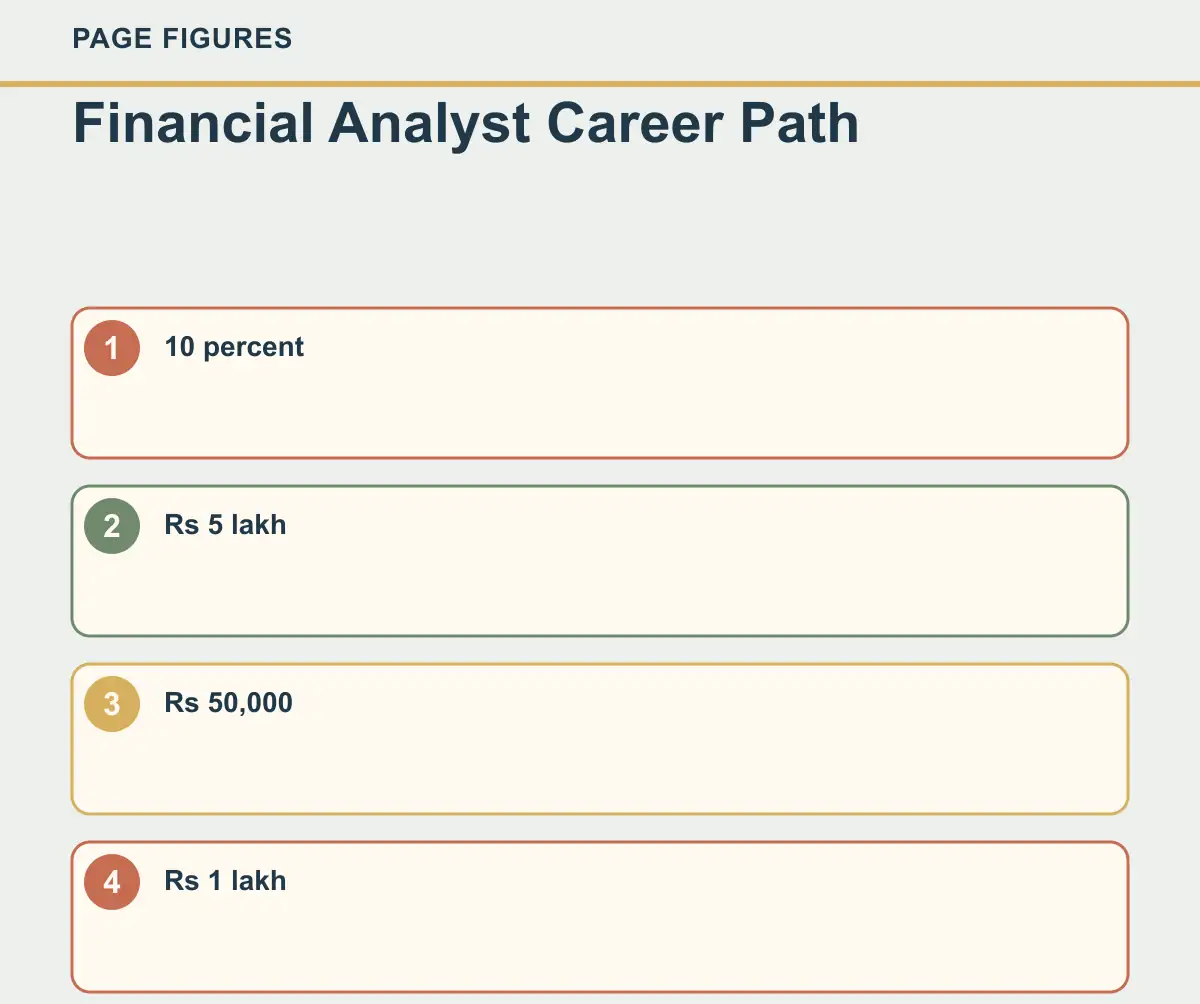 PAGE FIGURES
Financial Analyst Career Path
1 10 percent
2 Rs 5 lakh
3 Rs 50,000
4 Rs 1 lakh